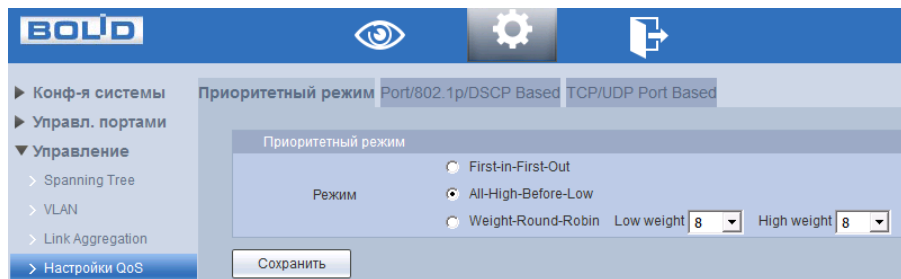 BOLID
Конф-я системы
Управл. портами
Управление
Spanning Tree
VLAN
Link Aggregation
Настройки QoS
Приоритетный режим Port/802.1p/DSCP Based TCP/UDP Port Based
Приоритетный режим
Режим
First-in-First-Out
All-High-Before-Low
Weight-Round-Robin Low weight 8 High weight 8
Сохранить